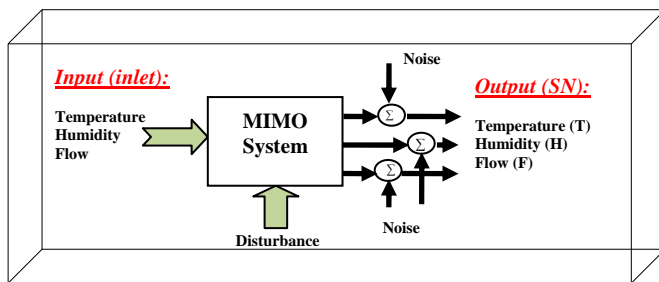 Noise
Input (inlet):
Output (SN):
Temperature
Humidity
Flow
MIMO
System
Σ
Σ
Σ
Temperature (T)
Humidity (H)
Flow (F)
Disturbance
Noise